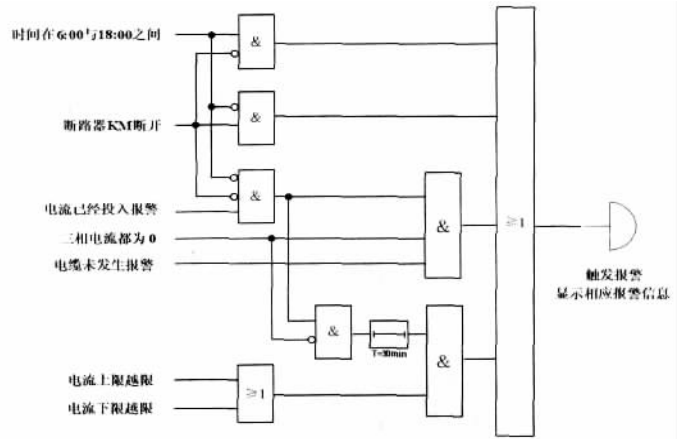 时间在6:00与18:00之间
&
断路器KM断开
&
&
电流已经投入报警
三相电流都为0
电缆未发生报警
&
≥1
触发报警
显示相应报警信息
&
T=30min
&
电流上限越限
≥1
电流下限越限